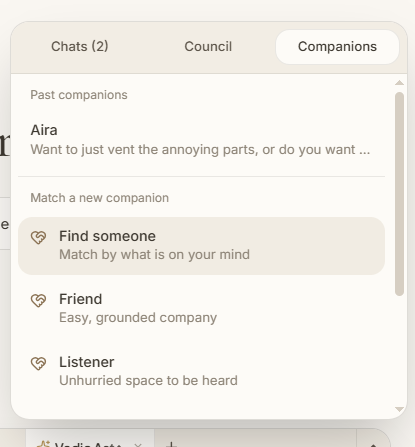 Chats (2)
Council
Companions
Past companions
Aira
Want to just vent the annoying parts, or do you want ...
Match a new companion
Find someone
Match by what is on your mind
Friend
Easy, grounded company
Listener
Unhurried space to be heard